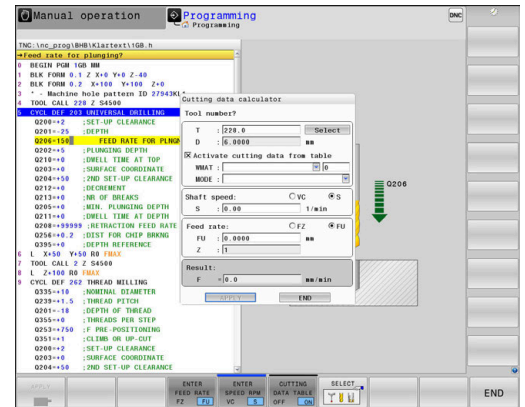 Manual operation
Programming
Programming
DNC
TNC:\nc_prog\BHB\Klartext\1GB.h
→Feed rate for plunging?
0 BEGIN PGM 1GB MM
1 BLK FORM 0.1 Z X+0 Y+0 Z-40
2 BLK FORM 0.2 X+100 Y+100 Z+0
3 * - Machine hole pattern ID 27943KL1
4 TOOL CALL 220 Z S4500
5 CYCL DEF 203 UNIVERSAL DRILLING
Q200=+2 ;SET-UP CLEARANCE
Q201=-25 ;DEPTH
Q206=150 FEED RATE FOR PLNGNG
Q202=+5 ;PLUNGING DEPTH
Q210=+0 ;DWELL TIME AT TOP
Q203=+0 ;SURFACE COORDINATE
Q204=+50 ;2ND SET-UP CLEARANCE
Q212=+0 ;DECREMENT
Q213=+0 ;NR OF BREAKS
Q205=+0 ;MIN. PLUNGING DEPTH
Q211=+0 ;DWELL TIME AT DEPTH
Q208=+99999 ;RETRACTION FEED RATE
Q256=+0.2 ;DIST FOR CHIP BRKNG
Q395=+0 ;DEPTH REFERENCE
6 L X+50 Y+50 R0 FMAX
7 TOOL CALL 2 Z S4500
8 L Z+100 R0 FMAX
9 CYCL DEF 262 THREAD MILLING
Q335=+10 ;NOMINAL DIAMETER
Q239=+1.5 ;THREAD PITCH
Q201=-18 ;DEPTH OF THREAD
Q355=+0 ;THREADS PER STEP
Q253=+750 ;F PRE-POSITIONING
Q351=+1 ;CLIMB OR UP-CUT
Q200=+2 ;SET-UP CLEARANCE
Q203=+0 ;SURFACE COORDINATE
Q204=+50 ;2ND SET-UP CLEARANCE
Cutting data calculator
Tool number?
T : 220.0 Select
D : 6.0000 mm
Activate cutting data from table
WMAT : 0
MODE :
Shaft speed: VC S
S : 0.00 1/min
Feed rate: FZ FU
FU : 0.0000 mm
Z : 1
Result:
F = 0.0 mm/min
APPLY END
Q206
APPLY
ENTER FEED RATE FZ FU
ENTER SPEED RPM VC S
CUTTING DATA TABLE OFF ON
SELECT
END